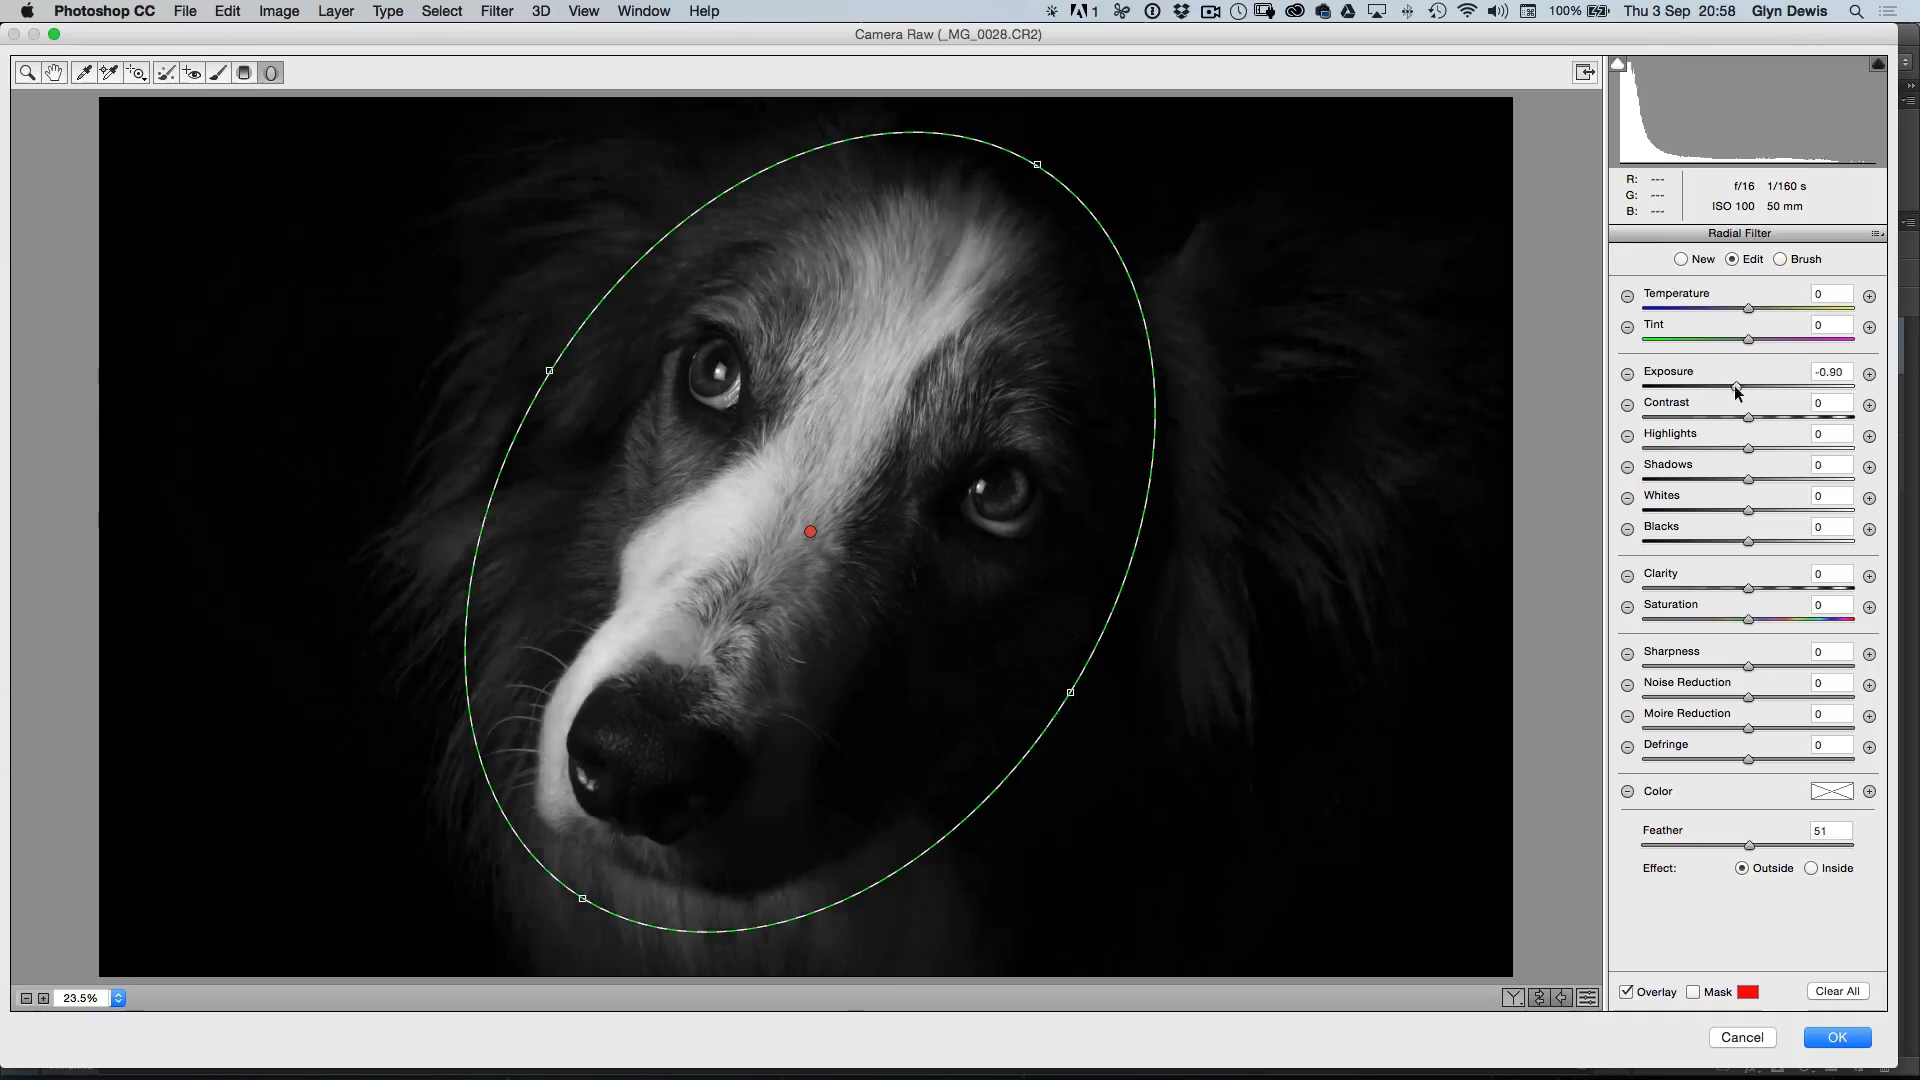 Photoshop CC File Edit Image Layer Type Select Filter 3D View Window Help 1 100% Thu 3 Sep 20:58 Glyn Dewis
Camera Raw (_MG_0028.CR2)
R: --- f/16 1/160 s
G: ---
B: --- ISO 100 50 mm
Radial Filter
New Edit Brush
Temperature 0
Tint 0
Exposure -0.90
Contrast 0
Highlights 0
Shadows 0
Whites 0
Blacks 0
Clarity 0
Saturation 0
Sharpness 0
Noise Reduction 0
Moire Reduction 0
Defringe 0
Color
Feather 51
Effect: Outside Inside
23.5% Y Overlay Mask Clear All
Cancel OK